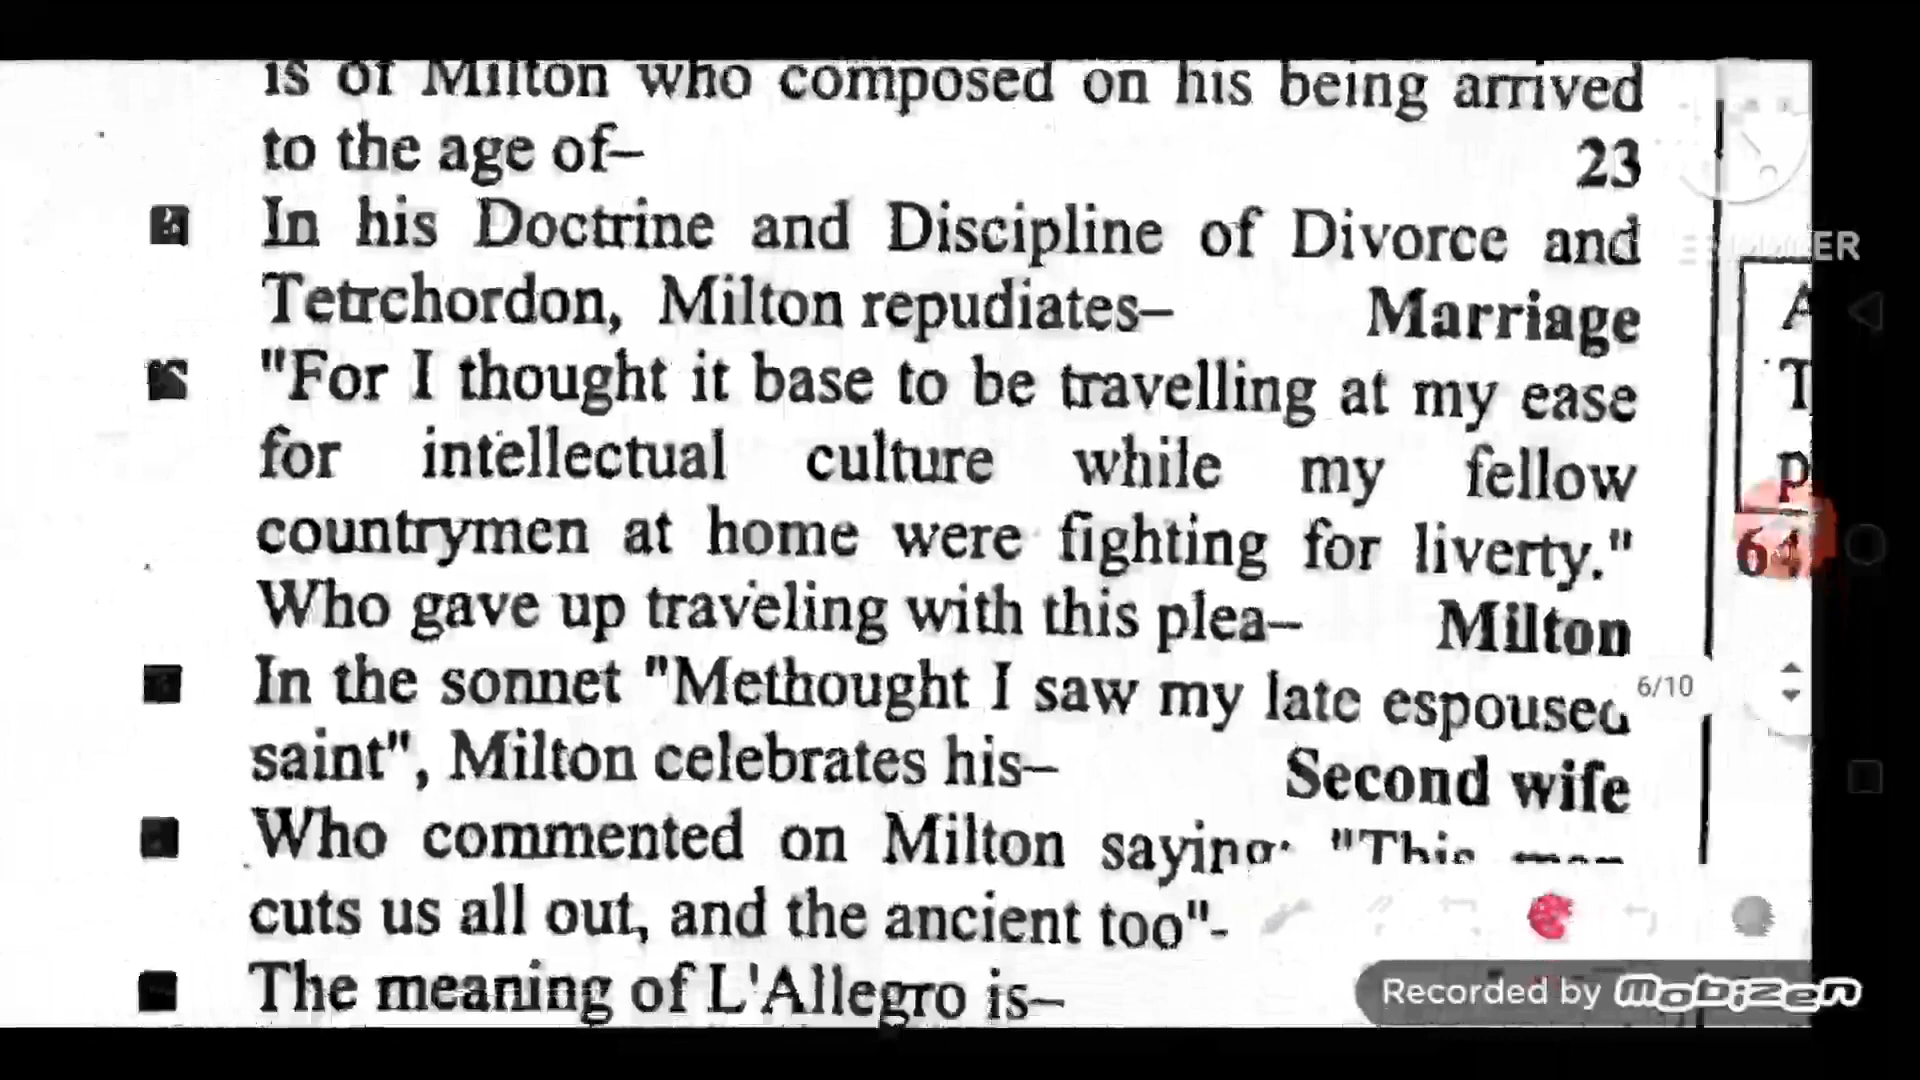 is of Milton who composed on his being arrived
to the age of– 23
In his Doctrine and Discipline of Divorce and
Tetrchordon, Milton repudiates– Marriage
"For I thought it base to be travelling at my ease
for intellectual culture while my fellow
countrymen at home were fighting for liverty."
Who gave up traveling with this plea– Milton
In the sonnet "Methought I saw my late espoused
saint", Milton celebrates his– Second wife
Who commented on Milton saying: "This man
cuts us all out, and the ancient too"-
The meaning of L'Allegro is–
A
T
p
64
6/10
Recorded by mobizen